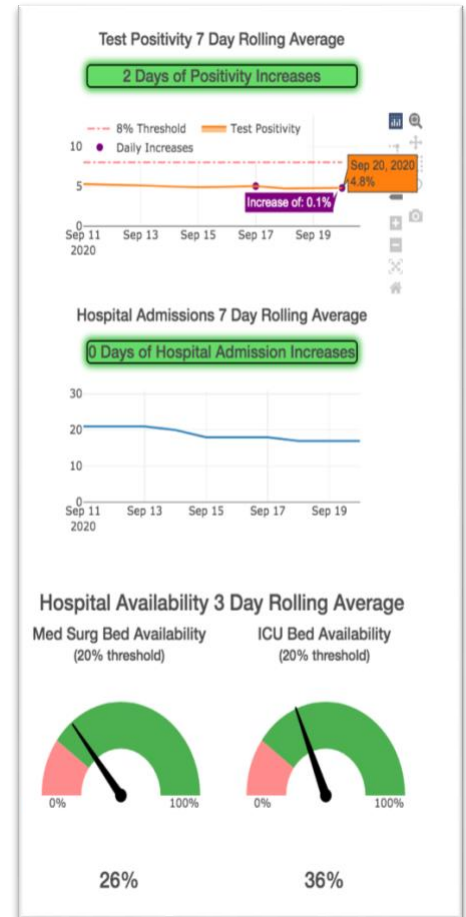 Test Positivity 7 Day Rolling Average
2 Days of Positivity Increases
8% Threshold Test Positivity
Daily Increases
10
5
0
Sep 20, 2020
4.8%
Increase of: 0.1%
Sep 11 Sep 13 Sep 15 Sep 17 Sep 19
2020
Hospital Admissions 7 Day Rolling Average
0 Days of Hospital Admission Increases
30
20
10
0
Sep 11 Sep 13 Sep 15 Sep 17 Sep 19
2020
Hospital Availability 3 Day Rolling Average
Med Surg Bed Availability ICU Bed Availability
(20% threshold) (20% threshold)
0% 100% 0% 100%
26% 36%